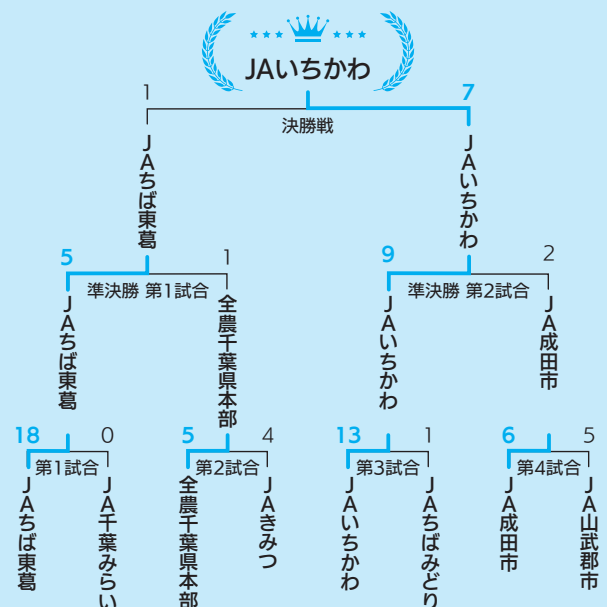 JAいちかわ
1
7
決勝戦
JAちば東葛
JAいちかわ
5
1
9
2
準決勝 第1試合
準決勝 第2試合
JAちば東葛
全農千葉県本部
JAいちかわ
JA成田市
18
0
5
4
13
1
6
5
第1試合
第2試合
第3試合
第4試合
JAちば東葛
JA千葉みらい
全農千葉県本部
JAきみつ
JAいちかわ
JAちばみどり
JA成田市
JA山武郡市